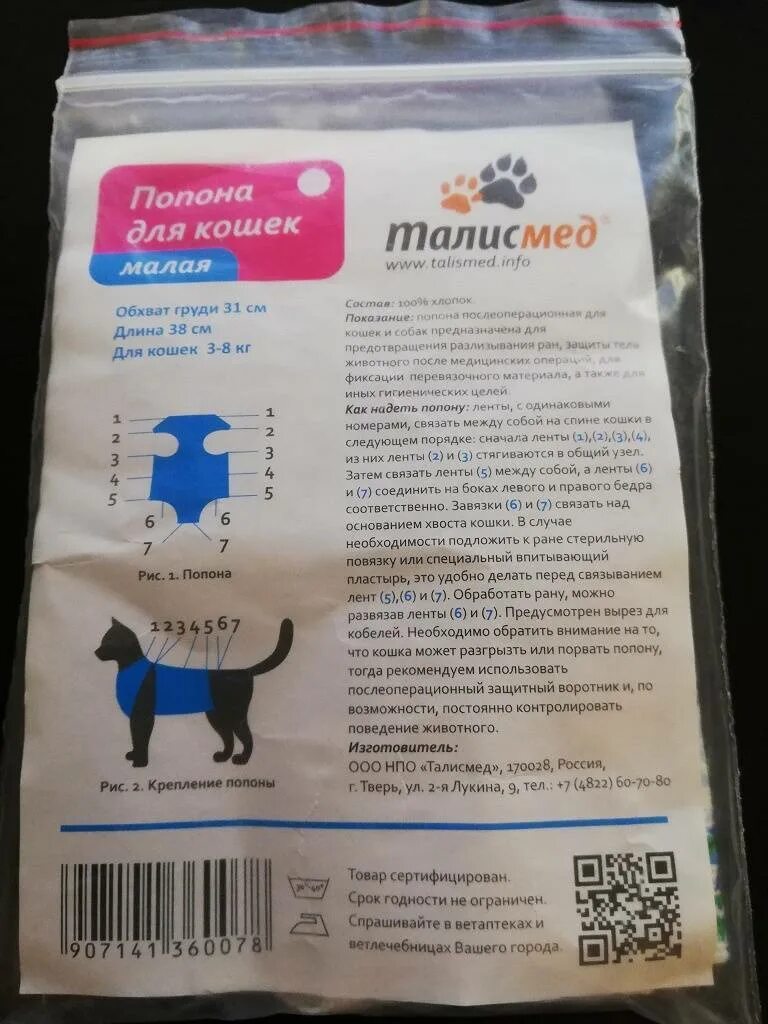 Попона
для кошек
малая
Талисмед®
www.talismed.info
Обхват груди 31 см
Длина 38 см
Для кошек 3-8 кг
1 1
2 2
3 3
4 4
5 5
6 6
7 7
Рис. 1. Попона
1234567
Рис. 2. Крепление попоны
Состав: 100% хлопок.
Показание: попона послеоперационная для
кошек и собак предназначена для
предотвращения разлизывания ран, защиты тела
животного после медицинских операций, для
фиксации перевязочного материала, а также для
иных гигиенических целей.
Как надеть попону: ленты, с одинаковыми
номерами, связать между собой на спине кошки в
следующем порядке: сначала ленты (1),(2),(3),(4),
из них ленты (2) и (3) стягиваются в общий узел.
Затем связать ленты (5) между собой, а ленты (6)
и (7) соединить на боках левого и правого бедра
соответственно. Завязки (6) и (7) связать над
основанием хвоста кошки. В случае
необходимости подложить к ране стерильную
повязку или специальный впитывающий
пластырь, это удобно делать перед связыванием
лент (5),(6) и (7). Обработать рану, можно
развязав ленты (6) и (7). Предусмотрен вырез для
кобелей. Необходимо обратить внимание на то,
что кошка может разгрызть или порвать попону,
тогда рекомендуем использовать
послеоперационный защитный воротник и, по
возможности, постоянно контролировать
поведение животного.
Изготовитель:
ООО НПО «Талисмед», 170028, Россия,
г. Тверь, ул. 2-я Лукина, 9, тел.: +7 (4822) 60-70-80
907141 360078
30°-40°
Товар сертифицирован.
Срок годности не ограничен.
Спрашивайте в ветаптеках и
ветлечебницах Вашего города.